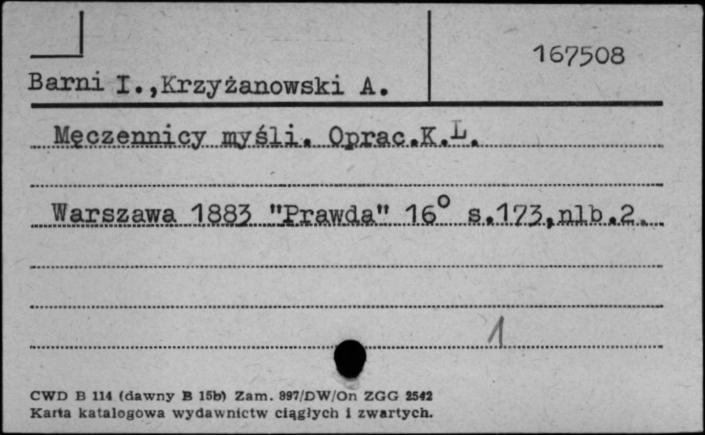 167508
Barni I.,Krzyżanowski A.
Męczennicy myśli. Oprac.K.L.
Warszawa 1883 "Prawda" 16° s.173,nlb.2.
1
CWD B 114 (dawny B 15b) Zam. 897/DW/On ZGG 2542
Karta katalogowa wydawnictw ciągłych i zwartych.